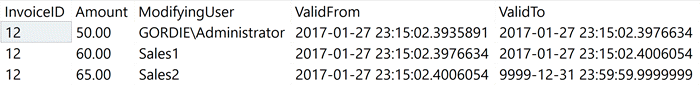 InvoiceID Amount ModifyingUser ValidFrom ValidTo
12 50.00 GORDIE\Administrator 2017-01-27 23:15:02.3935891 2017-01-27 23:15:02.3976634
12 60.00 Sales1 2017-01-27 23:15:02.3976634 2017-01-27 23:15:02.4006054
12 65.00 Sales2 2017-01-27 23:15:02.4006054 9999-12-31 23:59:59.9999999